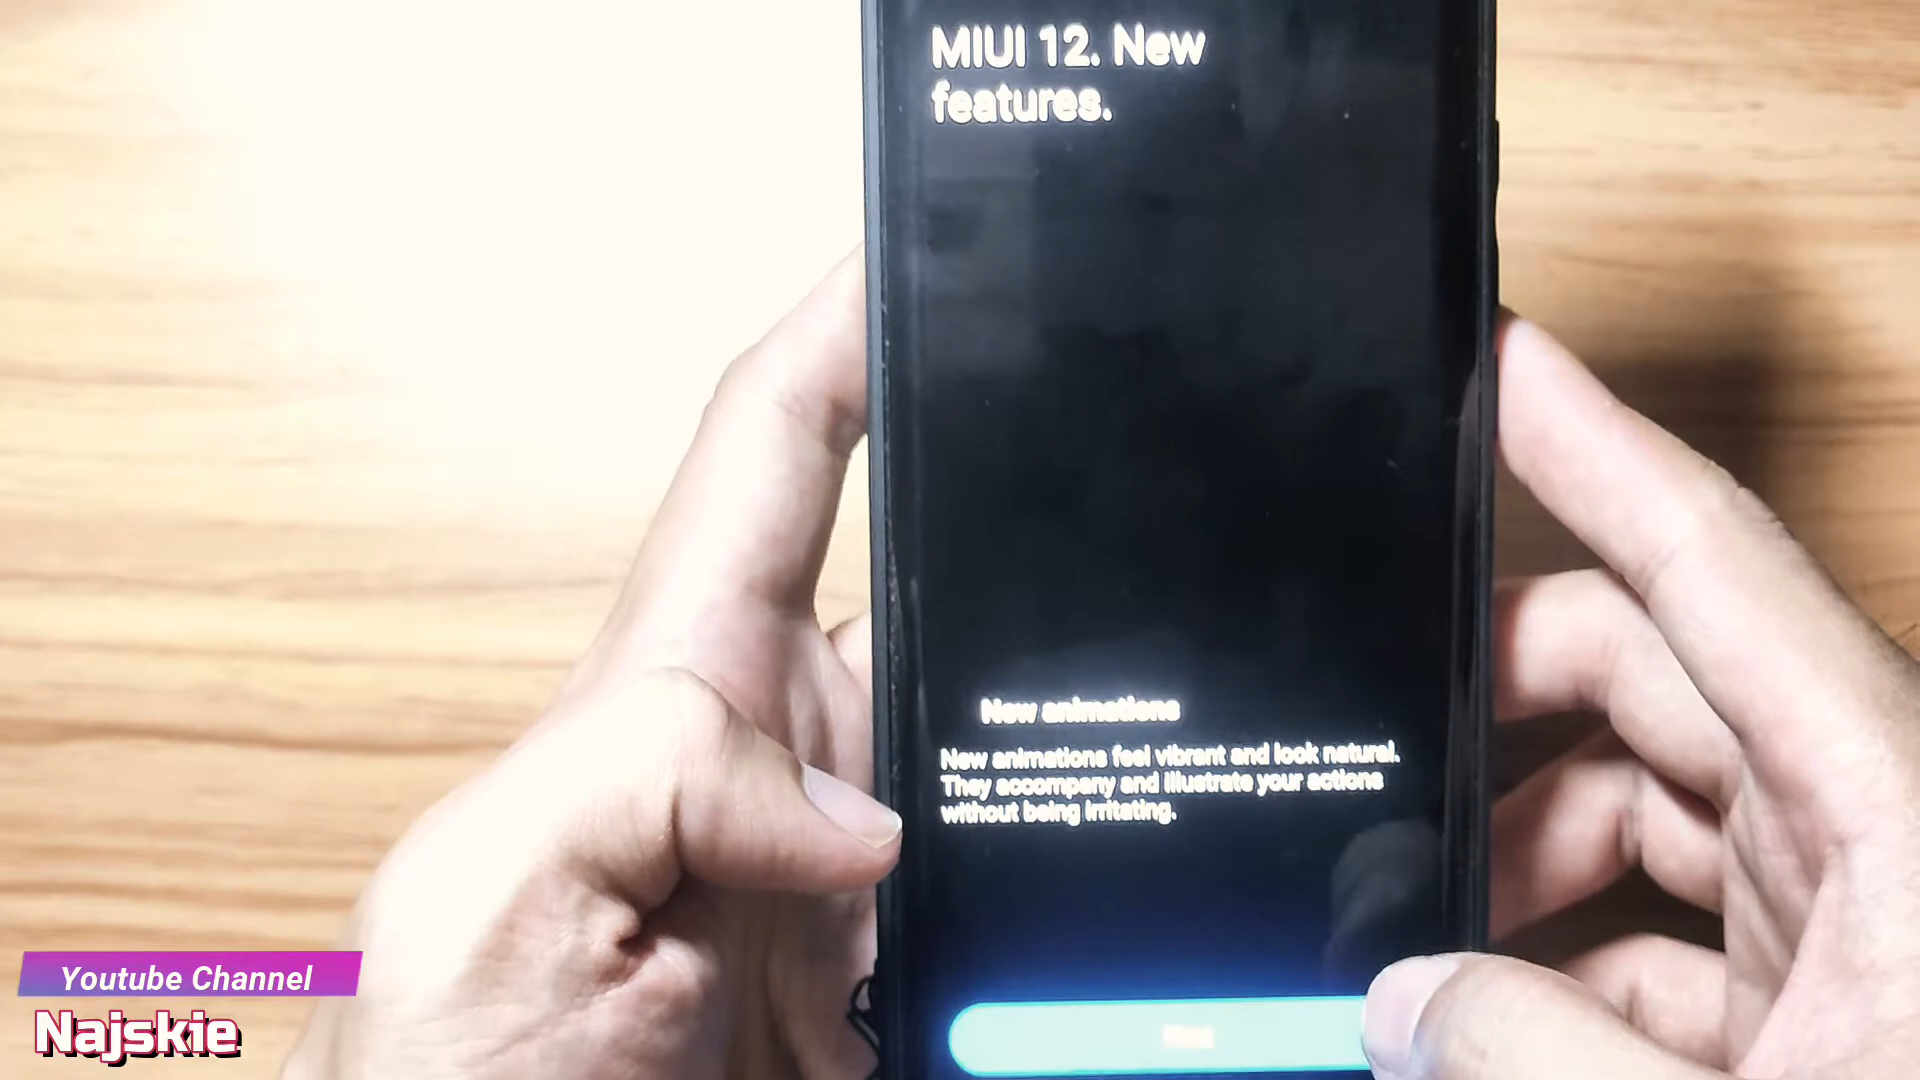 MIUI 12. New
features.
New animations
New animations feel vibrant and look natural.
They accompany and illustrate your actions
without being irritating.
Youtube Channel
Najskie